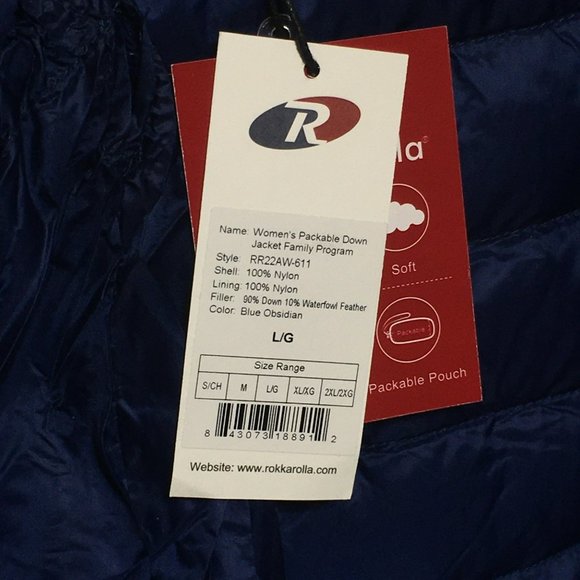 R
lla®
Soft
Packable
Packable Pouch
Name: Women's Packable Down
Jacket Family Program
Style: RR22AW-611
Shell: 100% Nylon
Lining: 100% Nylon
Filler: 90% Down 10% Waterfowl Feather
Color: Blue Obsidian
L/G
Size Range
S/CH M L/G XL/XG 2XL/2XG
8 43073 18891 2
Website: www.rokkarolla.com